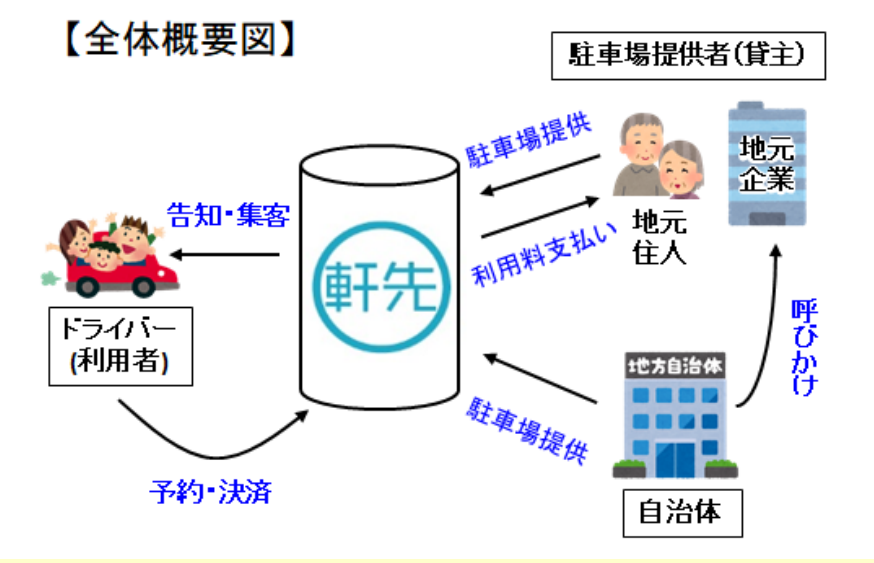 【全体概要図】
駐車場提供者(貸主)
駐車場提供
地元
企業
告知・集客
地元
住人
利用料支払い
軒先
ドライバー
(利用者)
呼びかけ
地方自治体
駐車場提供
予約・決済
自治体